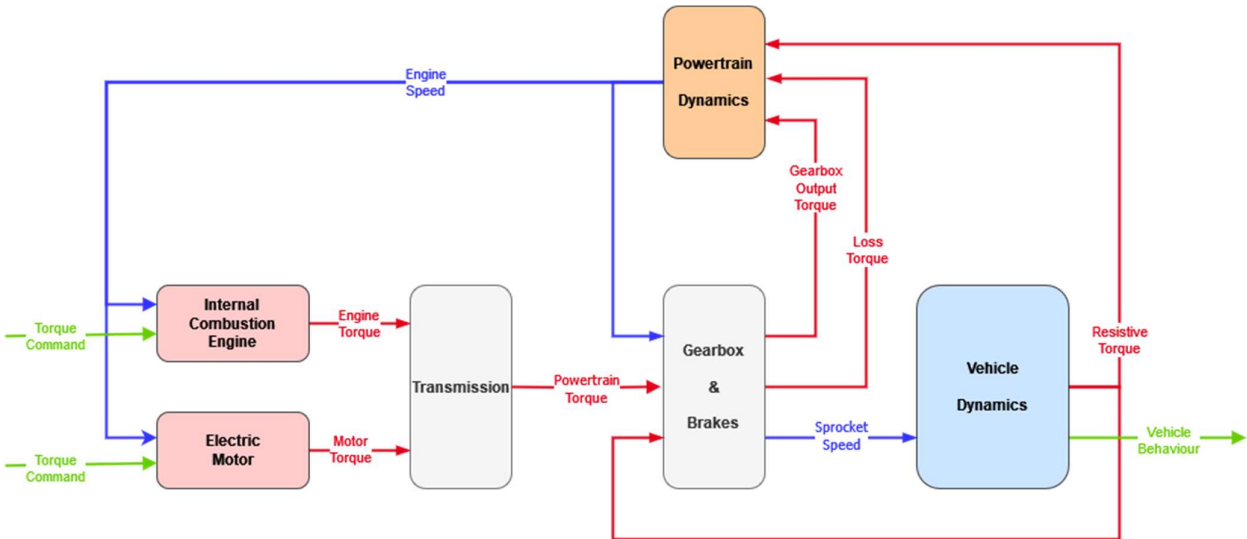 Powertrain
Dynamics
Engine
Speed
Gearbox
Output
Torque
Loss
Torque
Internal
Combustion
Engine
Torque
Command
Engine
Torque
Transmission
Powertrain
Torque
Gearbox
&
Brakes
Vehicle
Dynamics
Resistive
Torque
Electric
Motor
Torque
Command
Motor
Torque
Sprocket
Speed
Vehicle
Behaviour